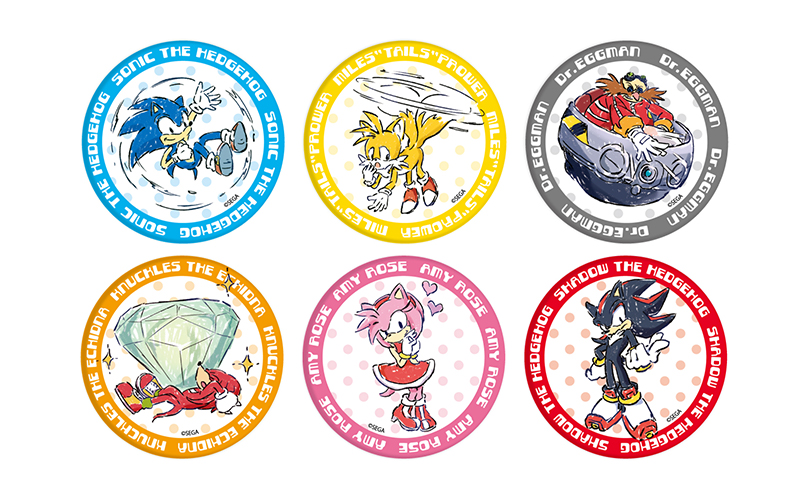 SONIC THE HEDGEHOG
SONIC THE HEDGEHOG
SONIC THE HEDGEHOG
©SEGA
MILES"TAILS"PROWER
MILES"TAILS"PROWER
MILES"TAILS"PROWER
©SEGA
Dr.EGGMAN
Dr.EGGMAN
Dr.EGGMAN
Dr.EGGMAN
©SEGA
KNUCKLES THE ECHIDNA
KNUCKLES THE ECHIDNA
KNUCKLES THE ECHIDNA
©SEGA
AMY ROSE
AMY ROSE
AMY ROSE
AMY ROSE
AMY ROSE
©SEGA
SHADOW THE HEDGEHOG
SHADOW THE HEDGEHOG
SHADOW THE HEDGEHOG
©SEGA